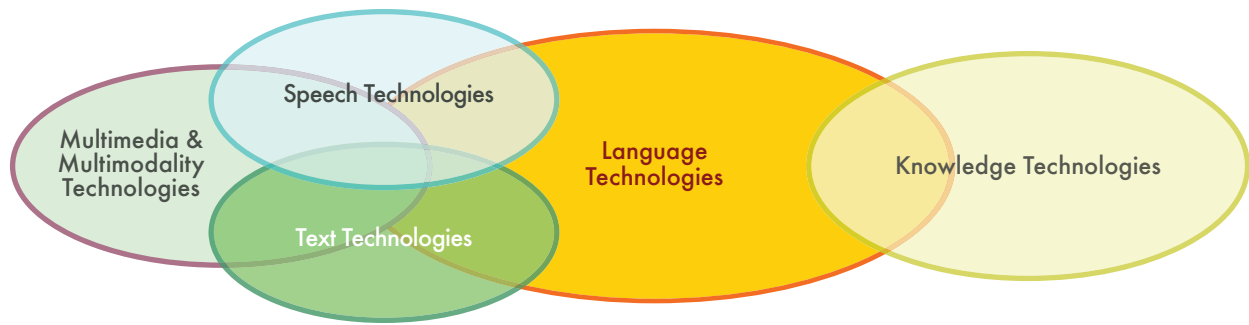 Speech Technologies
Multimedia &
Multimodality
Technologies
Language
Technologies
Knowledge Technologies
Text Technologies